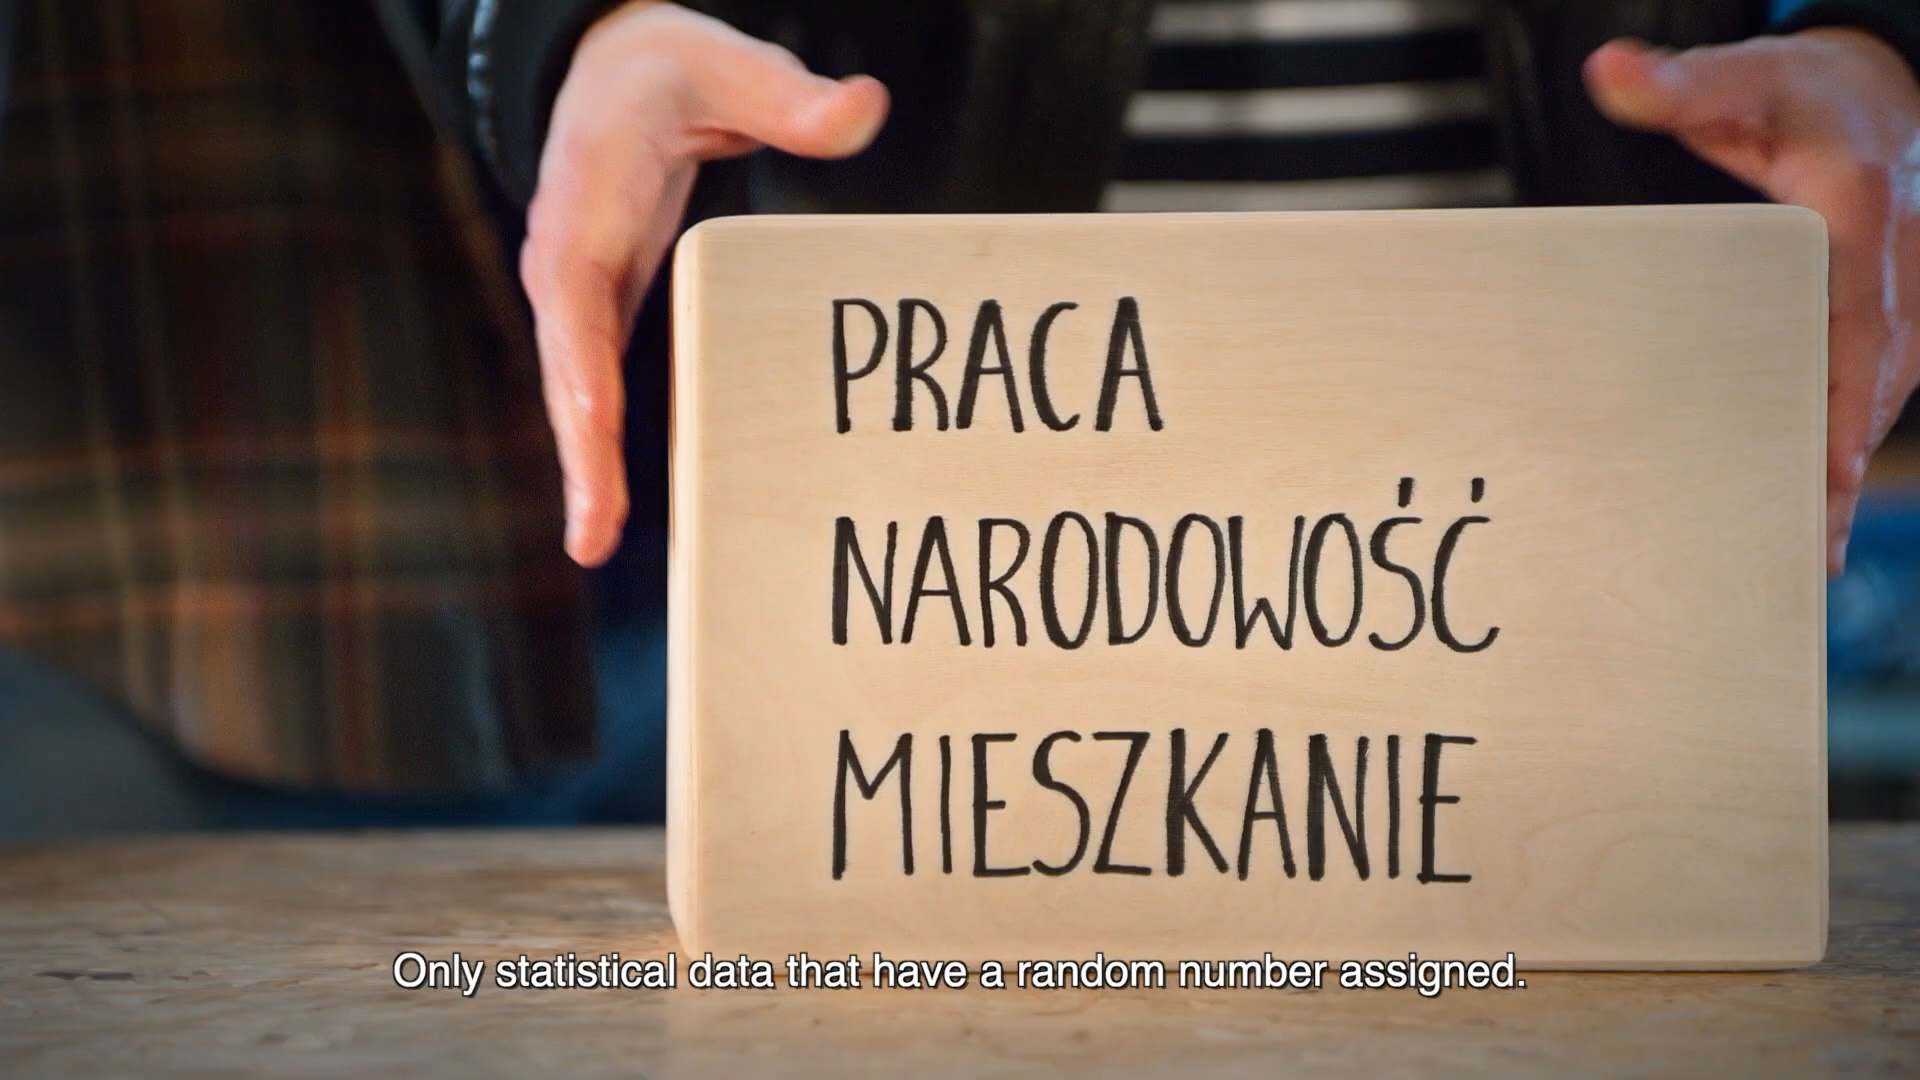 PRACA
NARODOWOŚĆ
MIESZKANIE
Only statistical data that have a random number assigned.